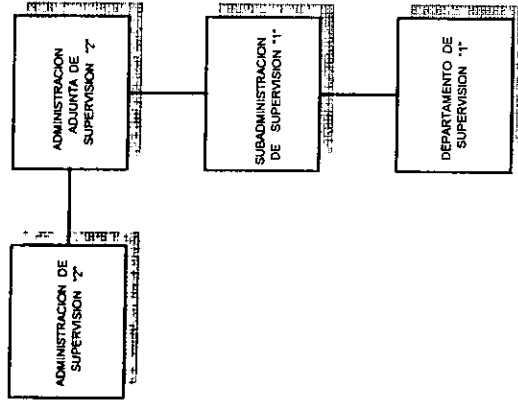 ADMINISTRACION DE
SUPERVISION "2"
ADMINISTRACION
ADJUNTA DE
SUPERVISION "2"
SUBADMINISTRACION
DE SUPERVISION "1"
DEPARTAMENTO DE
SUPERVISION "1"